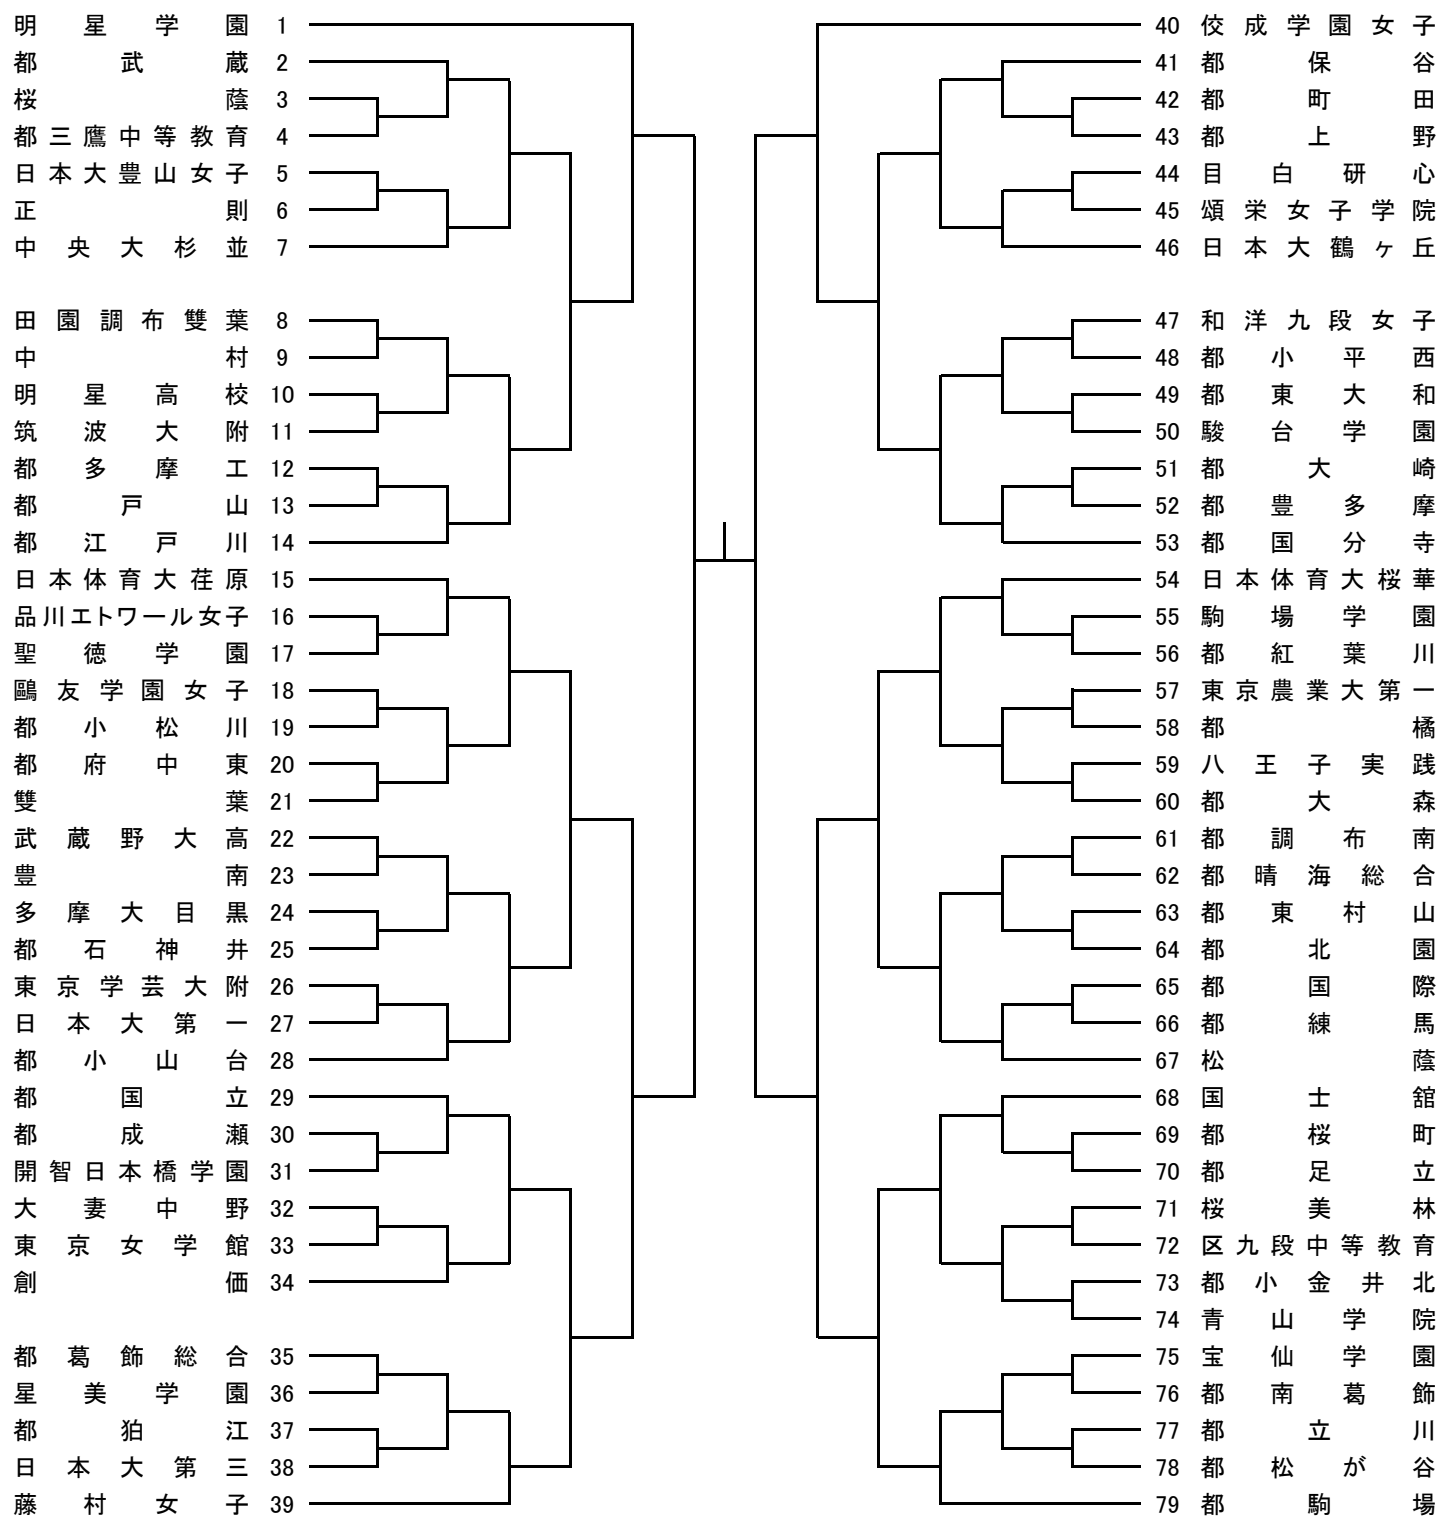 明星学園 1
都武蔵 2
桜蔭 3
都三鷹中等教育 4
日本大豊山女子 5
正則 6
中央大杉並 7
田園調布雙葉 8
中村 9
明星高校 10
筑波大附 11
都多摩工 12
都戸山 13
都江戸川 14
日本体育大荏原 15
品川エトワール女子 16
聖徳学園 17
鷗友学園女子 18
都小松川 19
都府中東 20
雙葉 21
武蔵野大高 22
豊南 23
多摩大目黒 24
都石神井 25
東京学芸大附 26
日本大第一 27
都小山台 28
都国立 29
都成瀬 30
開智日本橋学園 31
大妻中野 32
東京女学館 33
創価 34
都葛飾総合 35
星美学園 36
都狛江 37
日本大第三 38
藤村女子 39
40 佼成学園女子
41 都保谷
42 都町田
43 都上野
44 目白研心
45 頌栄女子学院
46 日本大鶴ヶ丘
47 和洋九段女子
48 都小平西
49 都東大和
50 駿台学園
51 都大崎
52 都豊多摩
53 都国分寺
54 日本体育大桜華
55 駒場学園
56 都紅葉川
57 東京農業大第一
58 都橘
59 八王子実践
60 都大森
61 都調布南
62 都晴海総合
63 都東村山
64 都北園
65 都国際
66 都練馬
67 松蔭
68 国士舘
69 都桜町
70 都足立
71 桜美林
72 区九段中等教育
73 都小金井北
74 青山学院
75 宝仙学園
76 都南葛飾
77 都立川
78 都松が谷
79 都駒場